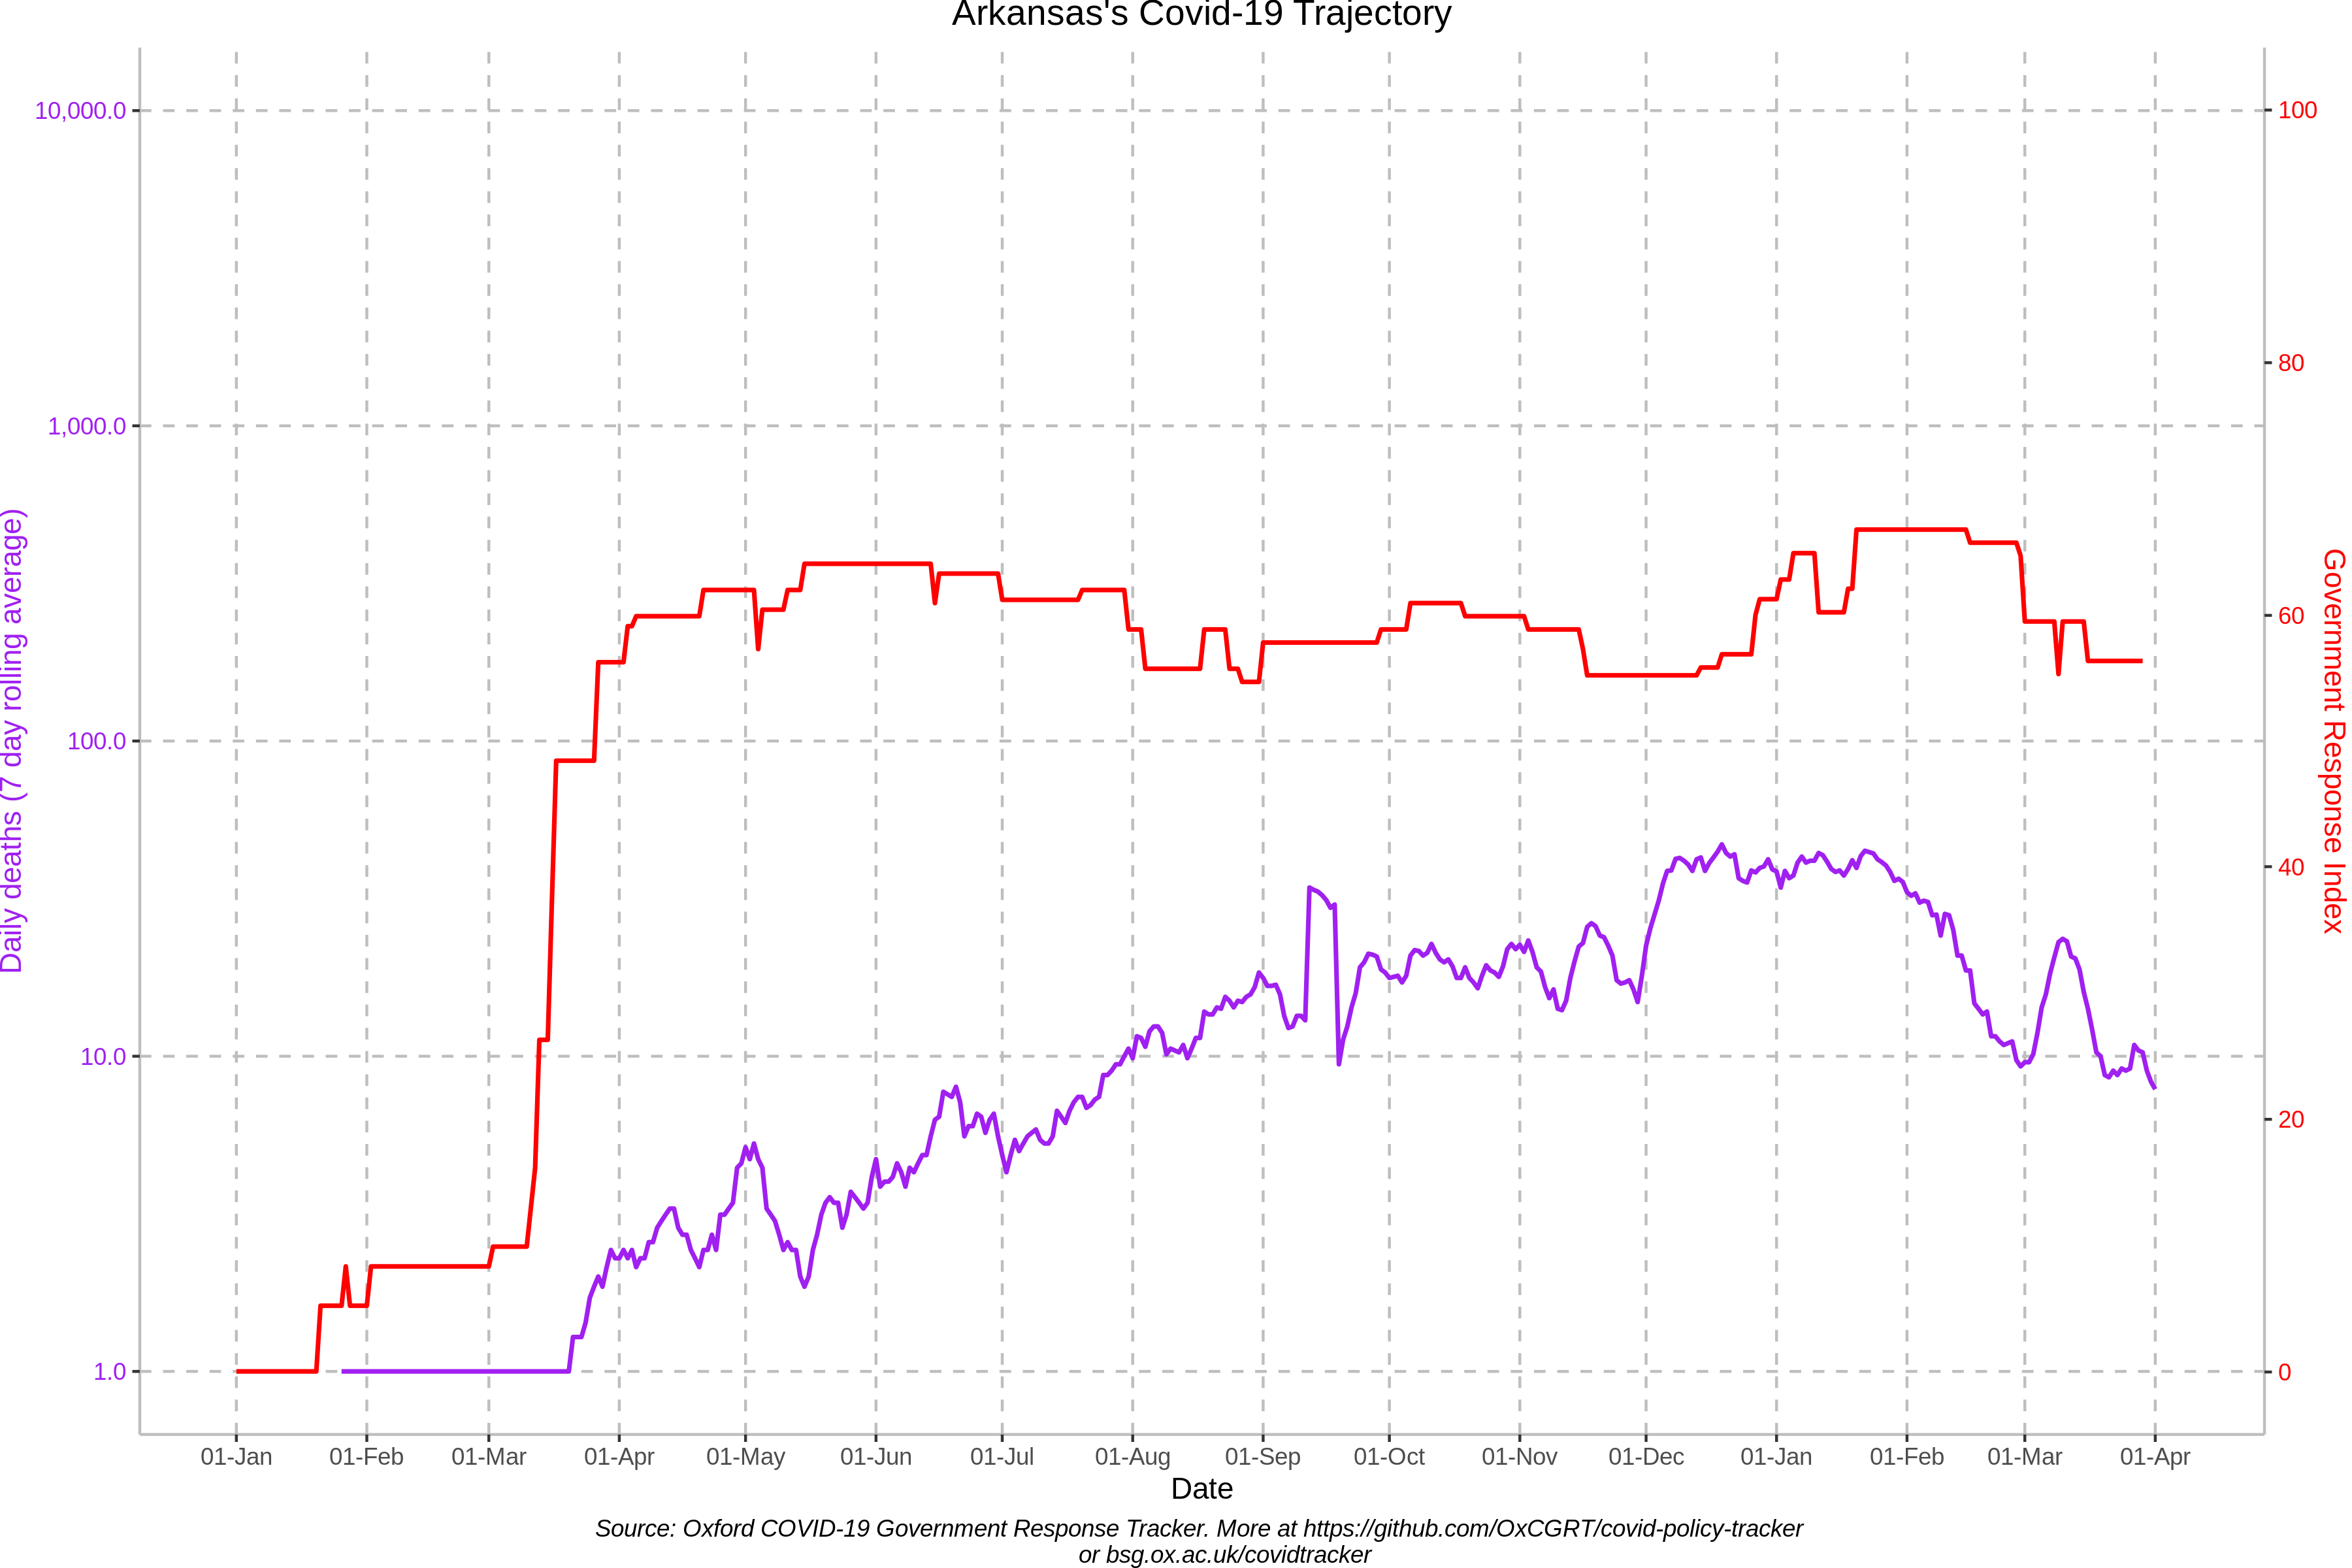 Arkansas's Covid-19 Trajectory
10,000.0
1,000.0
100.0
10.0
1.0
Daily deaths (7 day rolling average)
100
80
60
40
20
0
Government Response Index
01-Jan 01-Feb 01-Mar 01-Apr 01-May 01-Jun 01-Jul 01-Aug 01-Sep 01-Oct 01-Nov 01-Dec 01-Jan 01-Feb 01-Mar 01-Apr
Date
Source: Oxford COVID-19 Government Response Tracker. More at https://github.com/OxCGRT/covid-policy-tracker
or bsg.ox.ac.uk/covidtracker